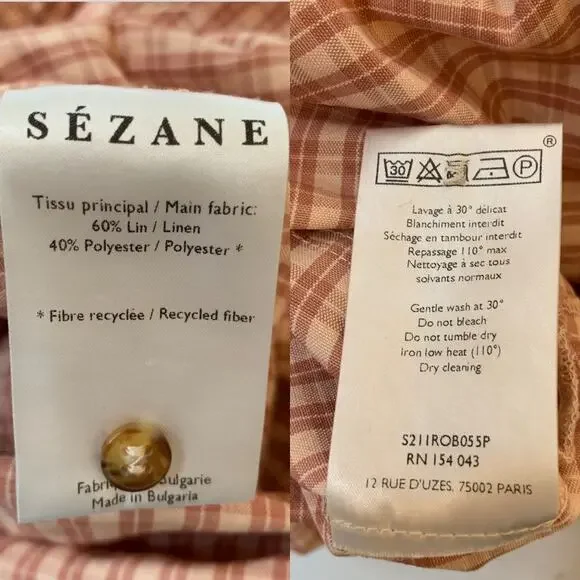 SÉZANE
Tissu principal / Main fabric:
60% Lin / Linen
40% Polyester / Polyester *
* Fibre recyclée / Recycled fiber
Made in Bulgaria
®
30 P
Lavage à 30° délicat
Blanchiment interdit
Séchage en tambour interdit
Repassage 110° max
Nettoyage à sec tous
solvants normaux
Gentle wash at 30°
Do not bleach
Do not tumble dry
Iron low heat (110°)
Dry cleaning
S211ROB055P
RN 154 043
12 RUE D'UZES, 75002 PARIS